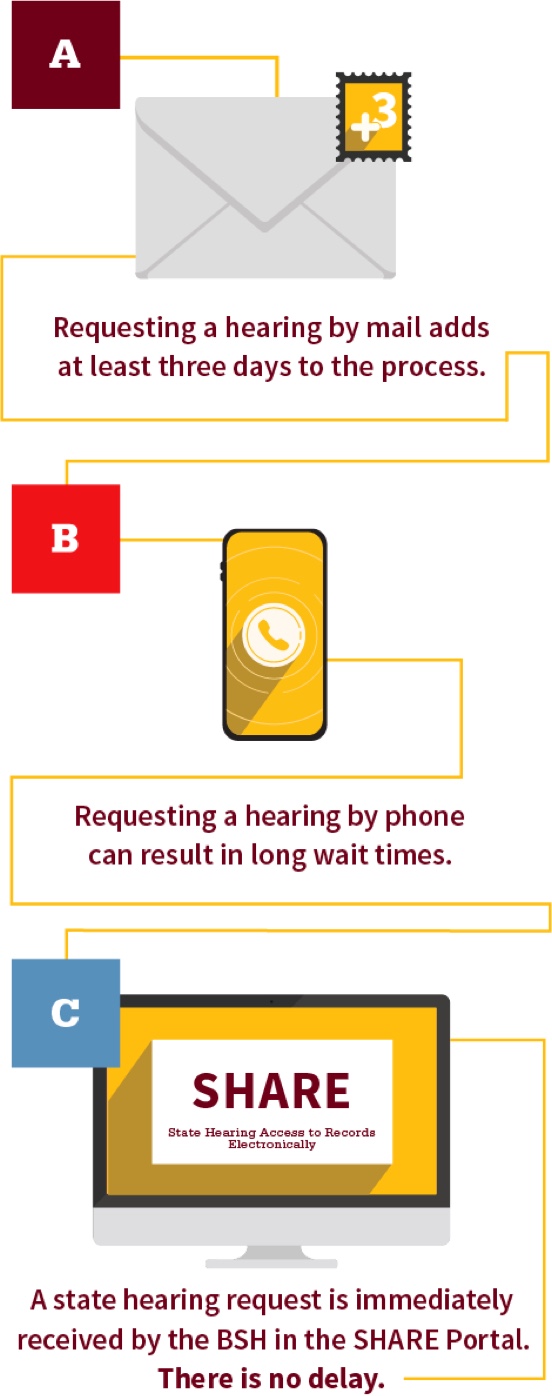 A
+3
Requesting a hearing by mail adds
at least three days to the process.
B
Requesting a hearing by phone
can result in long wait times.
C
SHARE
State Hearing Access to Records
Electronically
A state hearing request is immediately
received by the BSH in the SHARE Portal.
There is no delay.